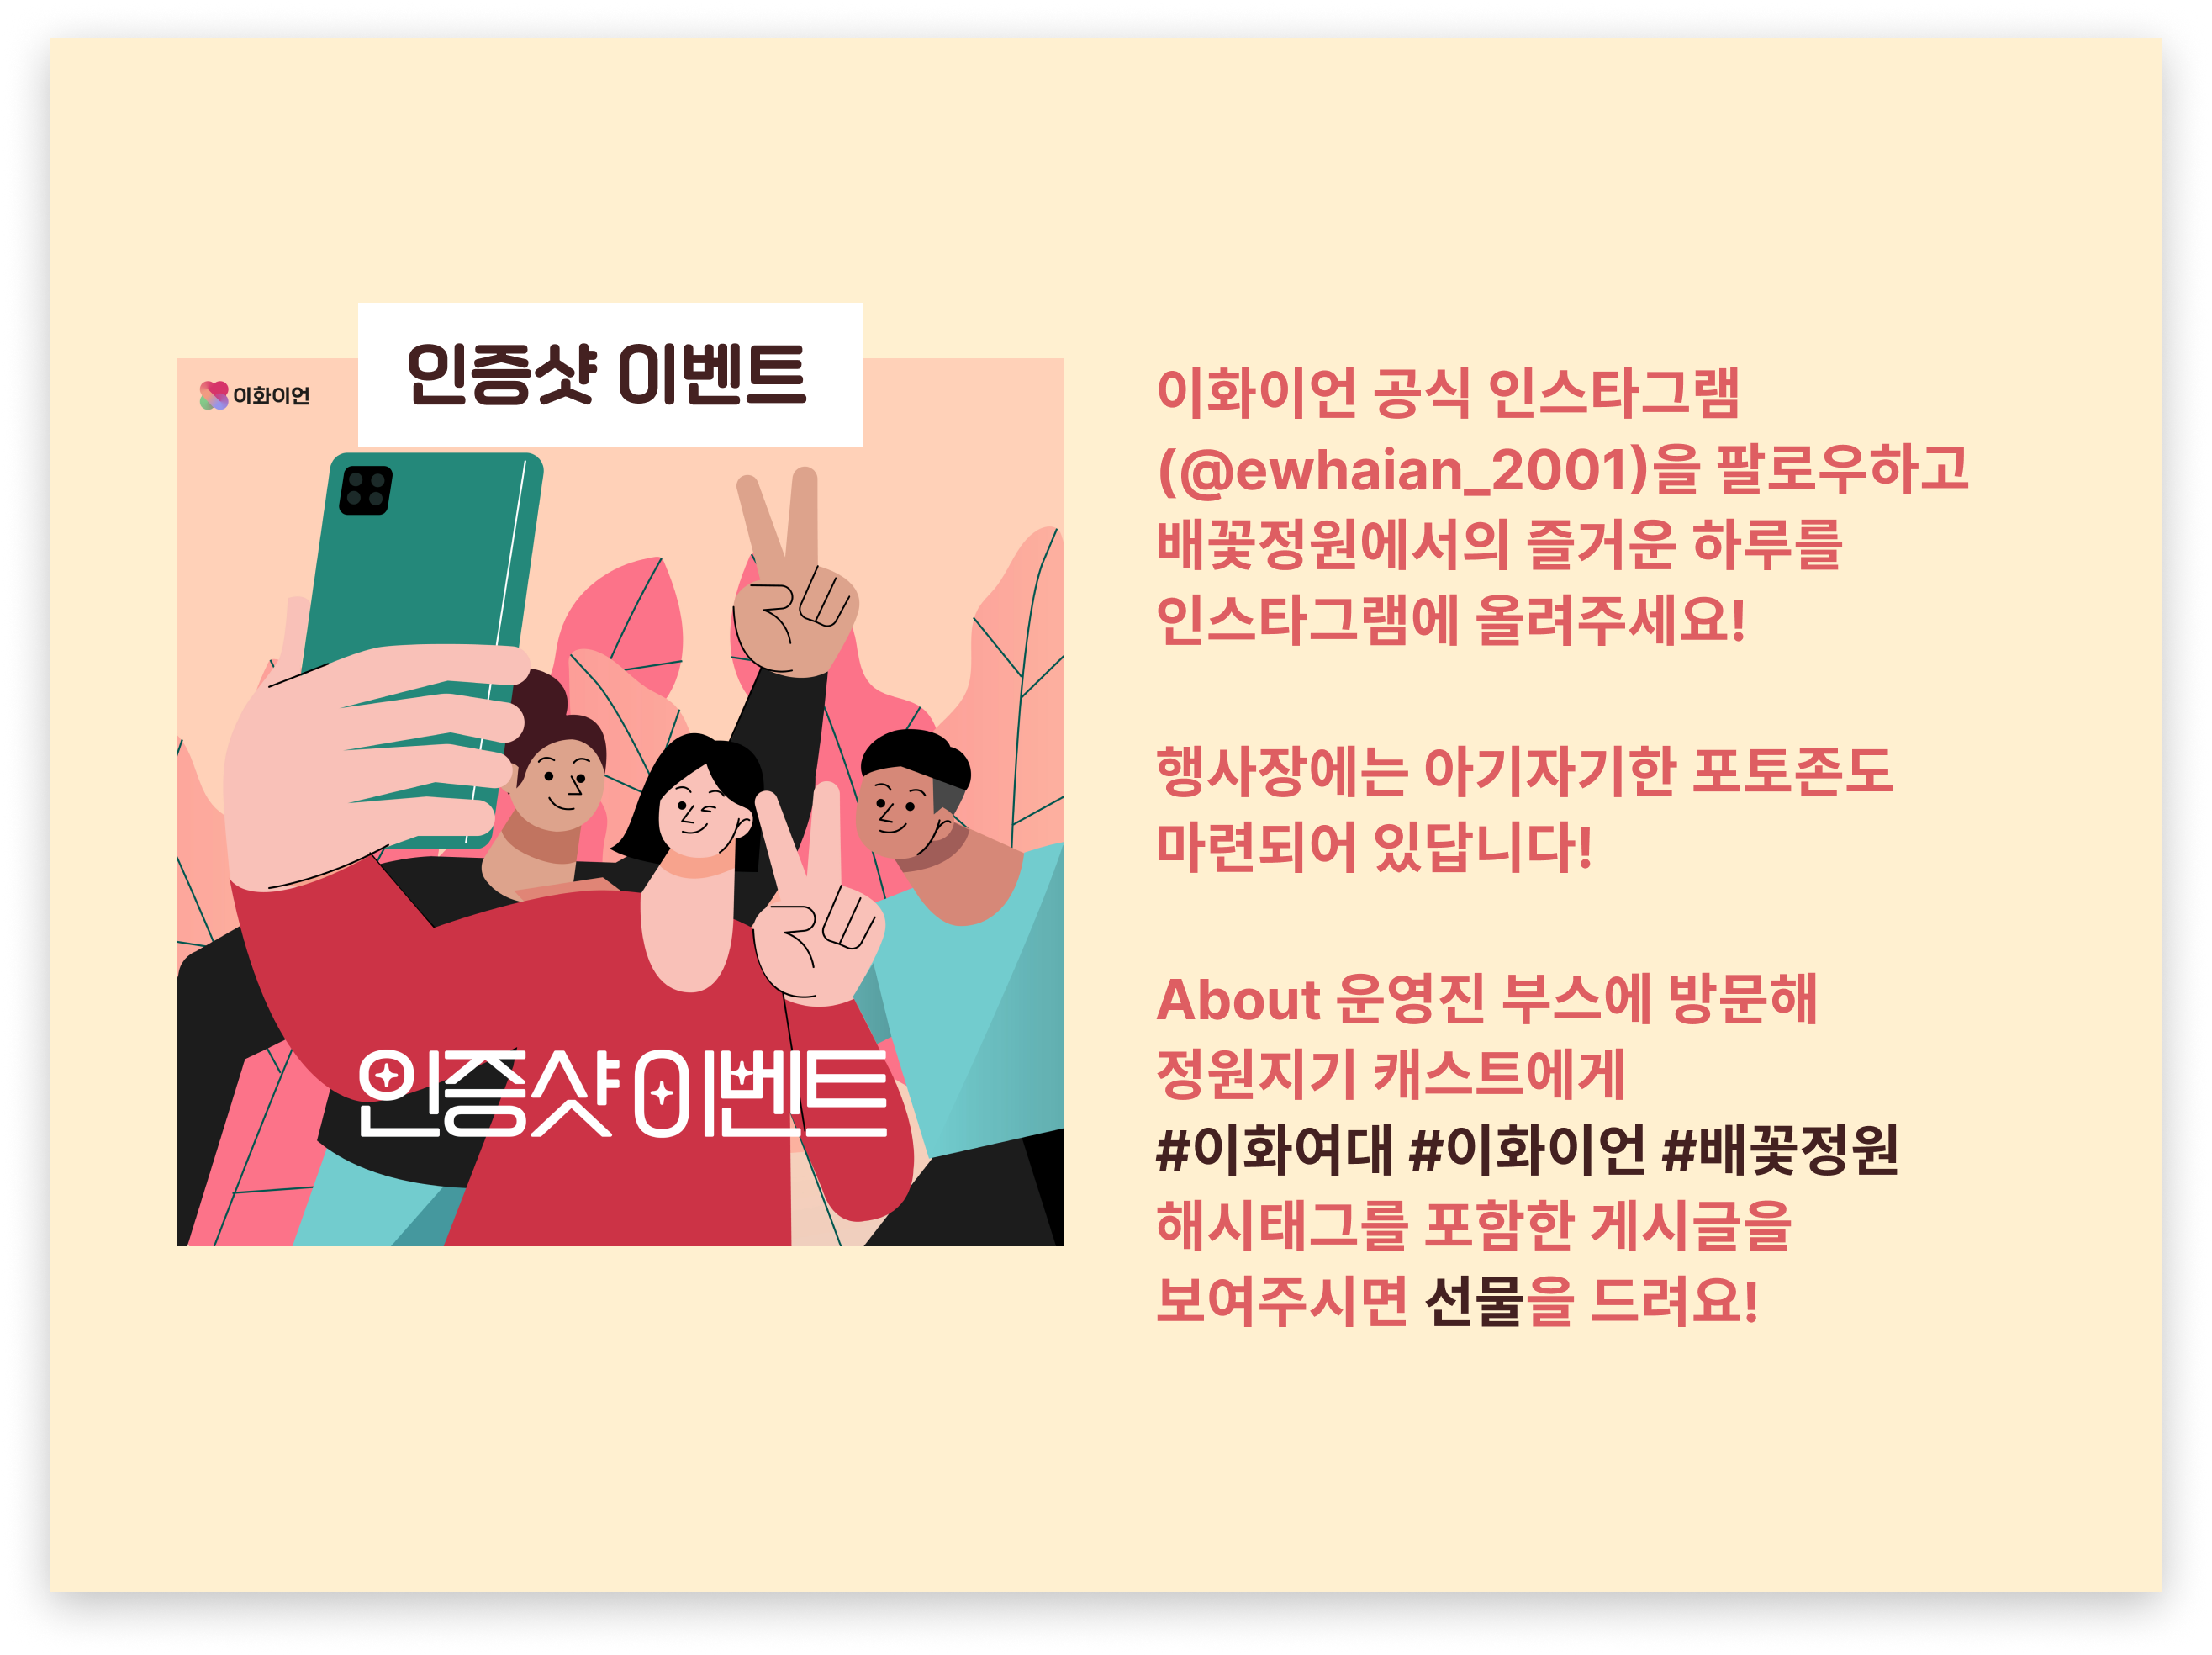 인증샷 이벤트
이화이언
인증샷 이벤트
이화이언 공식 인스타그램
(@ewhaian_2001)을 팔로우하고
배꽃정원에서의 즐거운 하루를
인스타그램에 올려주세요!
행사장에는 아기자기한 포토존도
마련되어 있답니다!
About 운영진 부스에 방문해
정원지기 캐스트에게
#이화여대 #이화이언 #배꽃정원
해시태그를 포함한 게시글을
보여주시면 선물을 드려요!